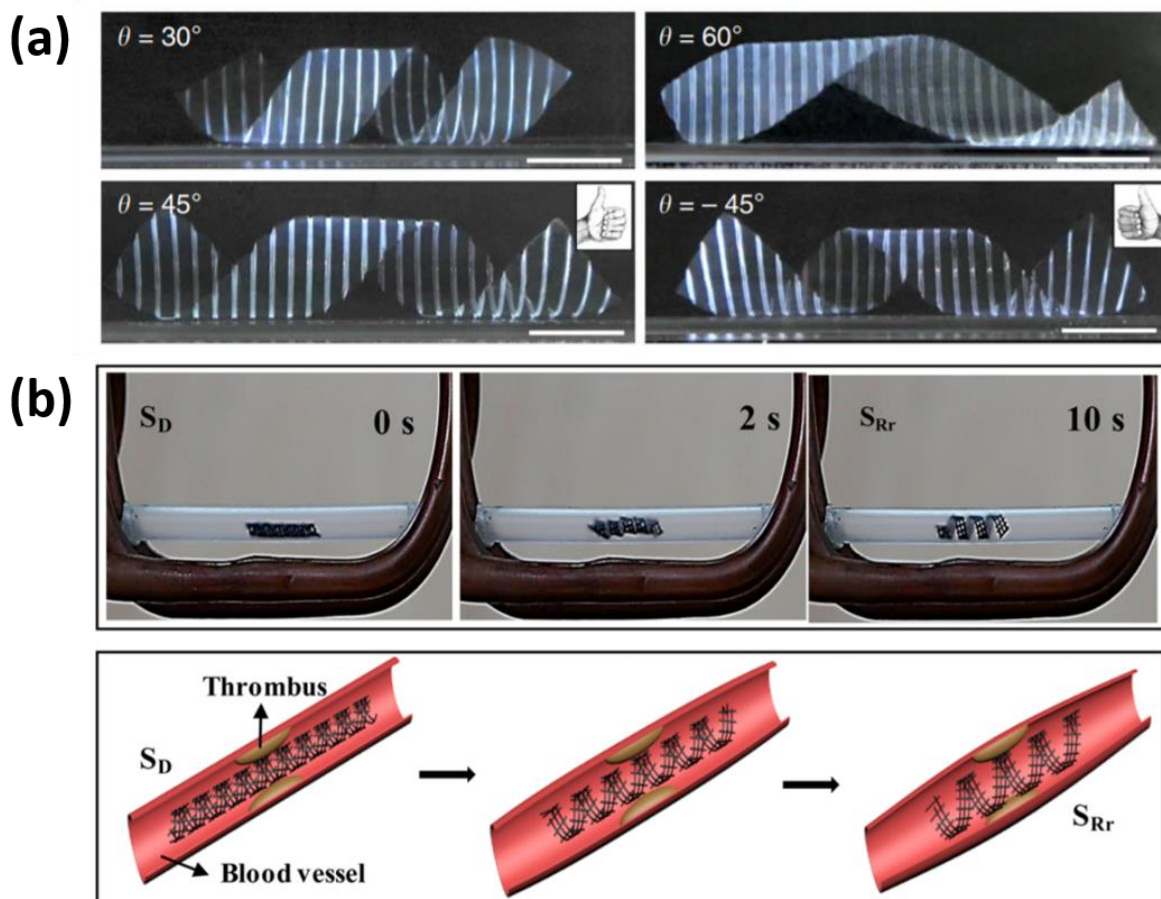 (a)
θ = 30°
θ = 60°
θ = 45°
θ = − 45°
(b)
S_D
0 s
2 s
S_Rr
10 s
Thrombus
S_D
S_Rr
Blood vessel